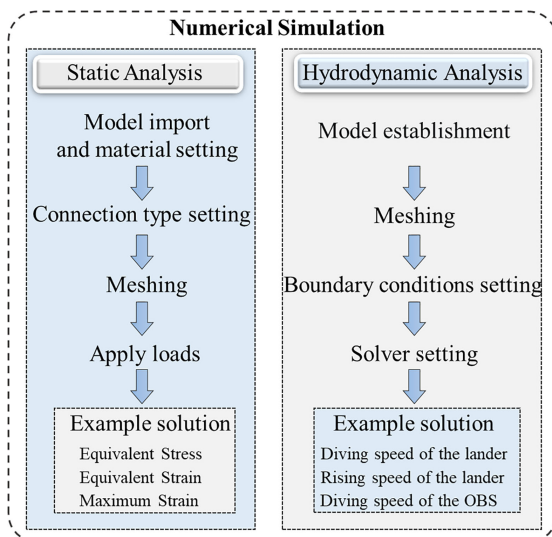 Numerical Simulation
Static Analysis
Model import
and material setting
Connection type setting
Meshing
Apply loads
Example solution
Equivalent Stress
Equivalent Strain
Maximum Strain
Hydrodynamic Analysis
Model establishment
Meshing
Boundary conditions setting
Solver setting
Example solution
Diving speed of the lander
Rising speed of the lander
Diving speed of the OBS